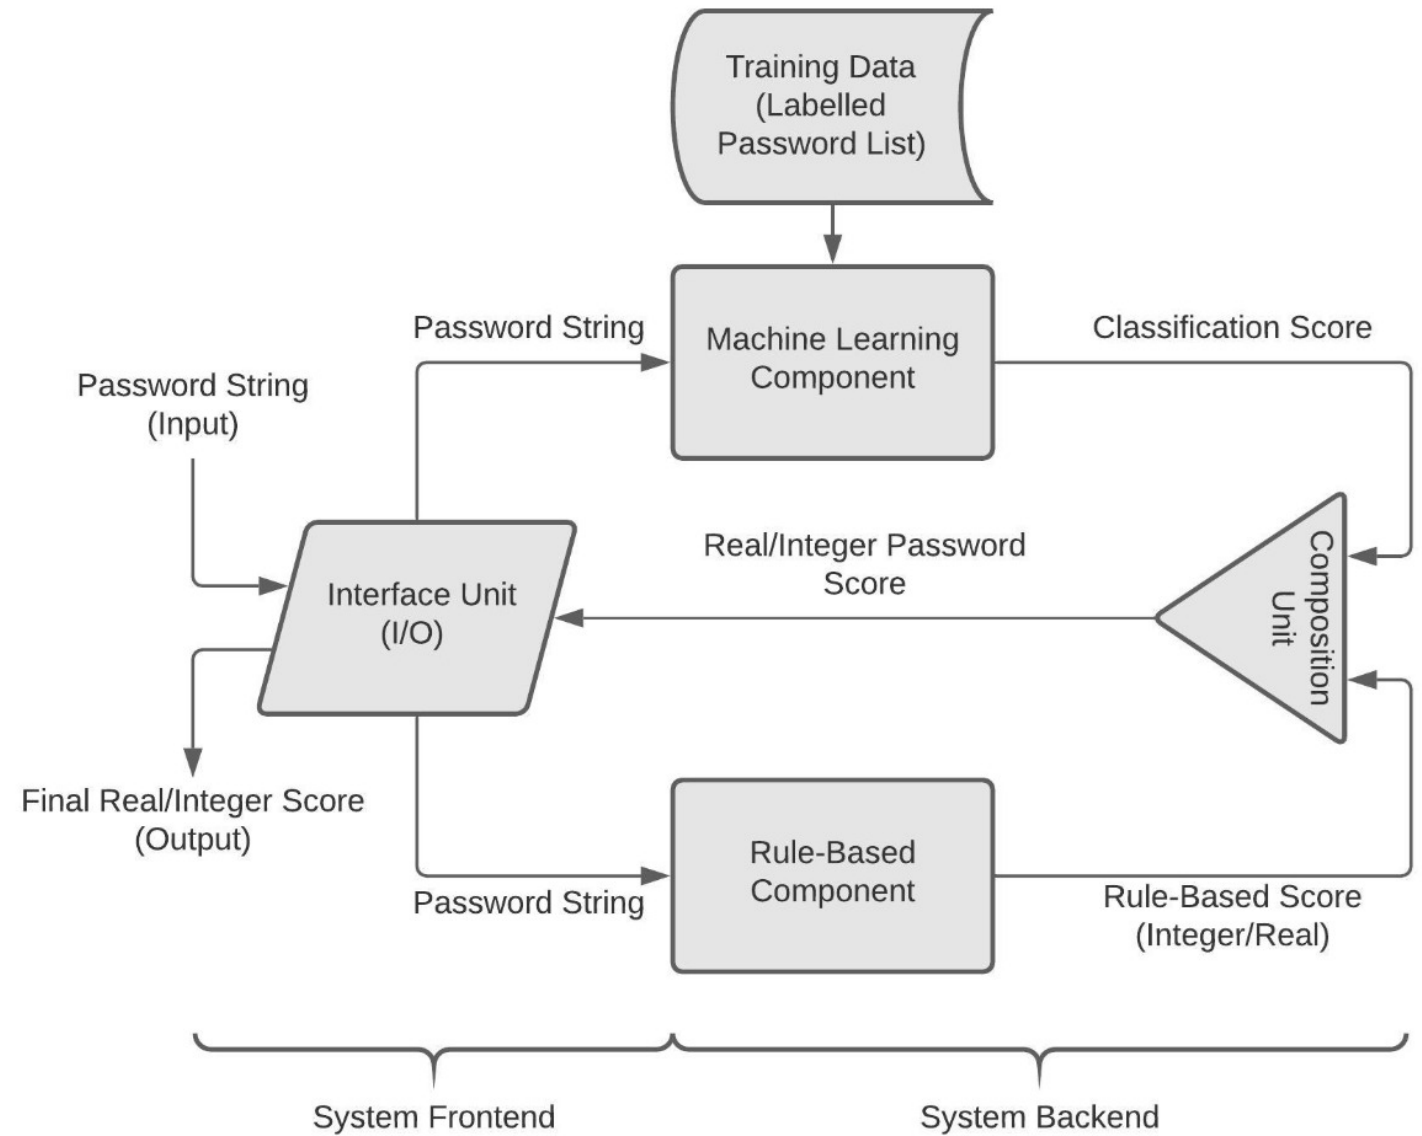 Training Data
(Labelled
Password List)
Password String
Machine Learning
Component
Classification Score
Password String
(Input)
Real/Integer Password
Score
Composition
Unit
Interface Unit
(I/O)
Final Real/Integer Score
(Output)
Rule-Based
Component
Password String
Rule-Based Score
(Integer/Real)
System Frontend
System Backend